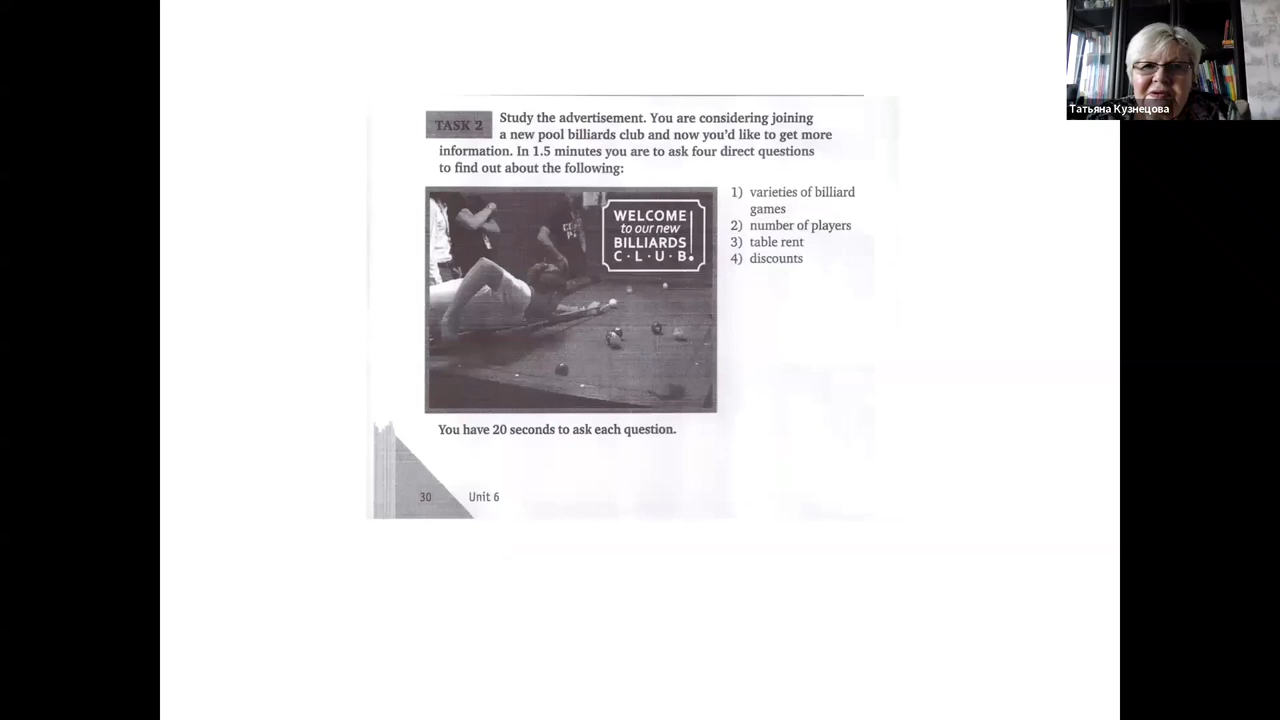 Татьяна Кузнецова
TASK 2
Study the advertisement. You are considering joining
a new pool billiards club and now you'd like to get more
information. In 1.5 minutes you are to ask four direct questions
to find out about the following:
WELCOME
to our new
BILLIARDS
C·L·U·B!
1) varieties of billiard
games
2) number of players
3) table rent
4) discounts
You have 20 seconds to ask each question.
30 Unit 6